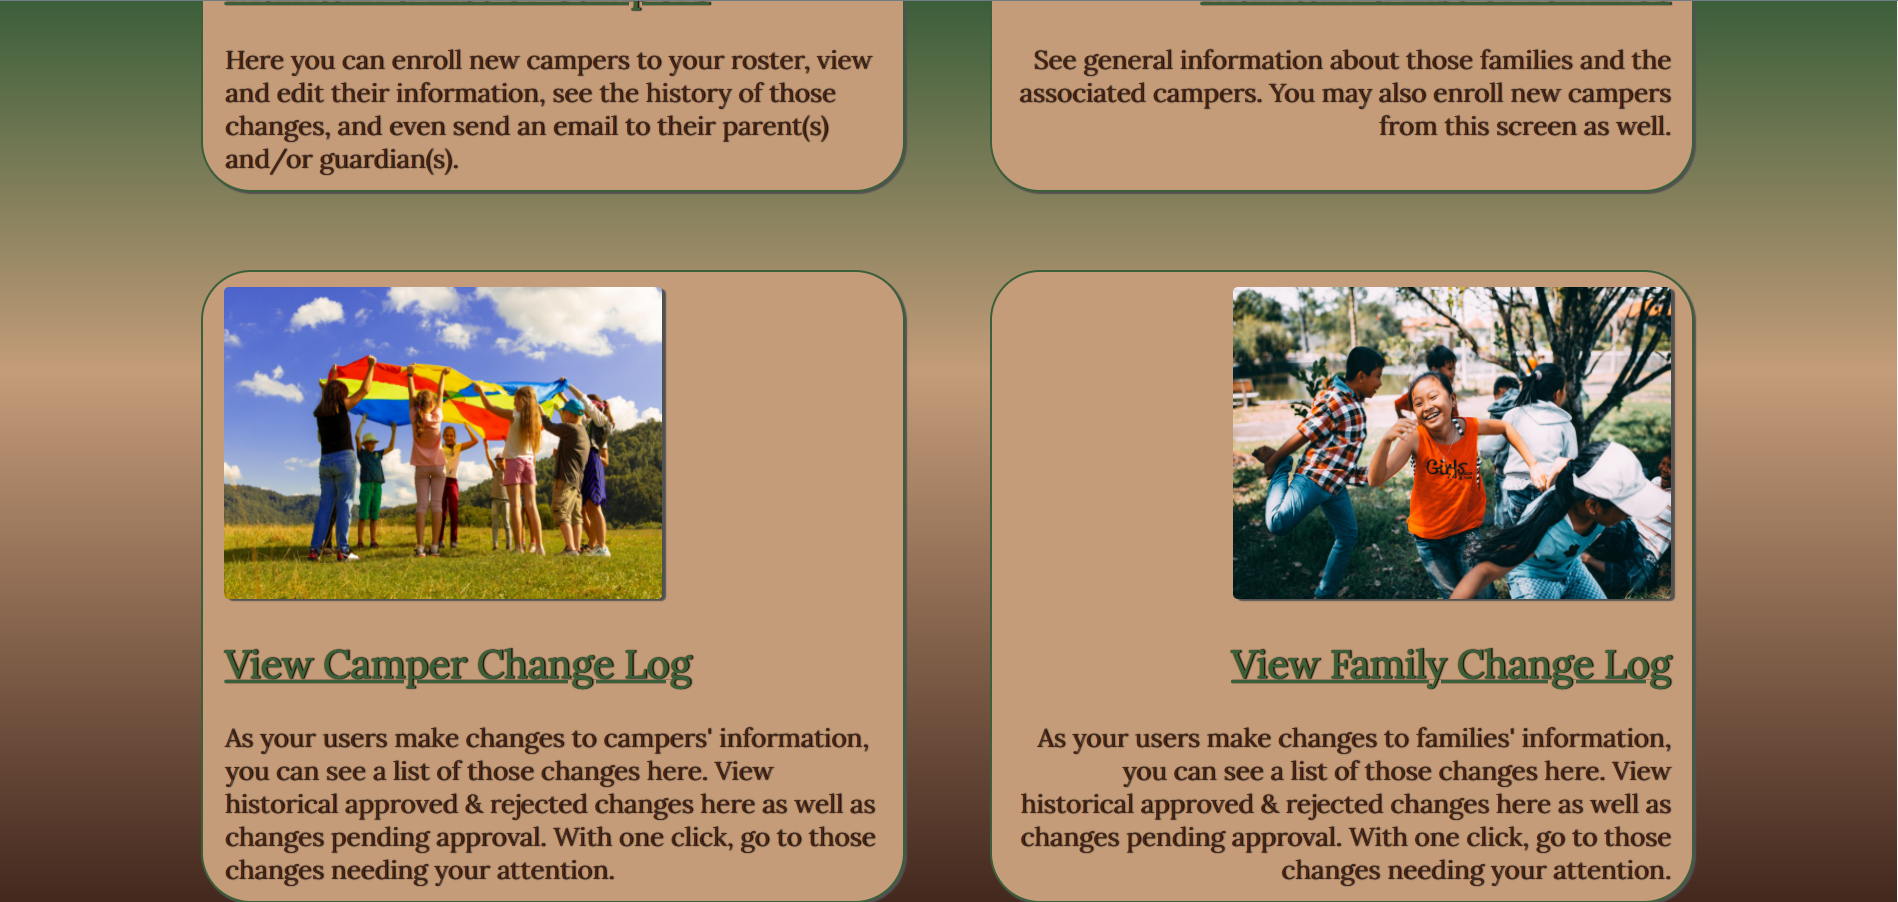 Here you can enroll new campers to your roster, view
and edit their information, see the history of those
changes, and even send an email to their parent(s)
and/or guardian(s).
See general information about those families and the
associated campers. You may also enroll new campers
from this screen as well.
Girls
View Camper Change Log
As your users make changes to campers' information,
you can see a list of those changes here. View
historical approved & rejected changes here as well as
changes pending approval. With one click, go to those
changes needing your attention.
View Family Change Log
As your users make changes to families' information,
you can see a list of those changes here. View
historical approved & rejected changes here as well as
changes pending approval. With one click, go to those
changes needing your attention.